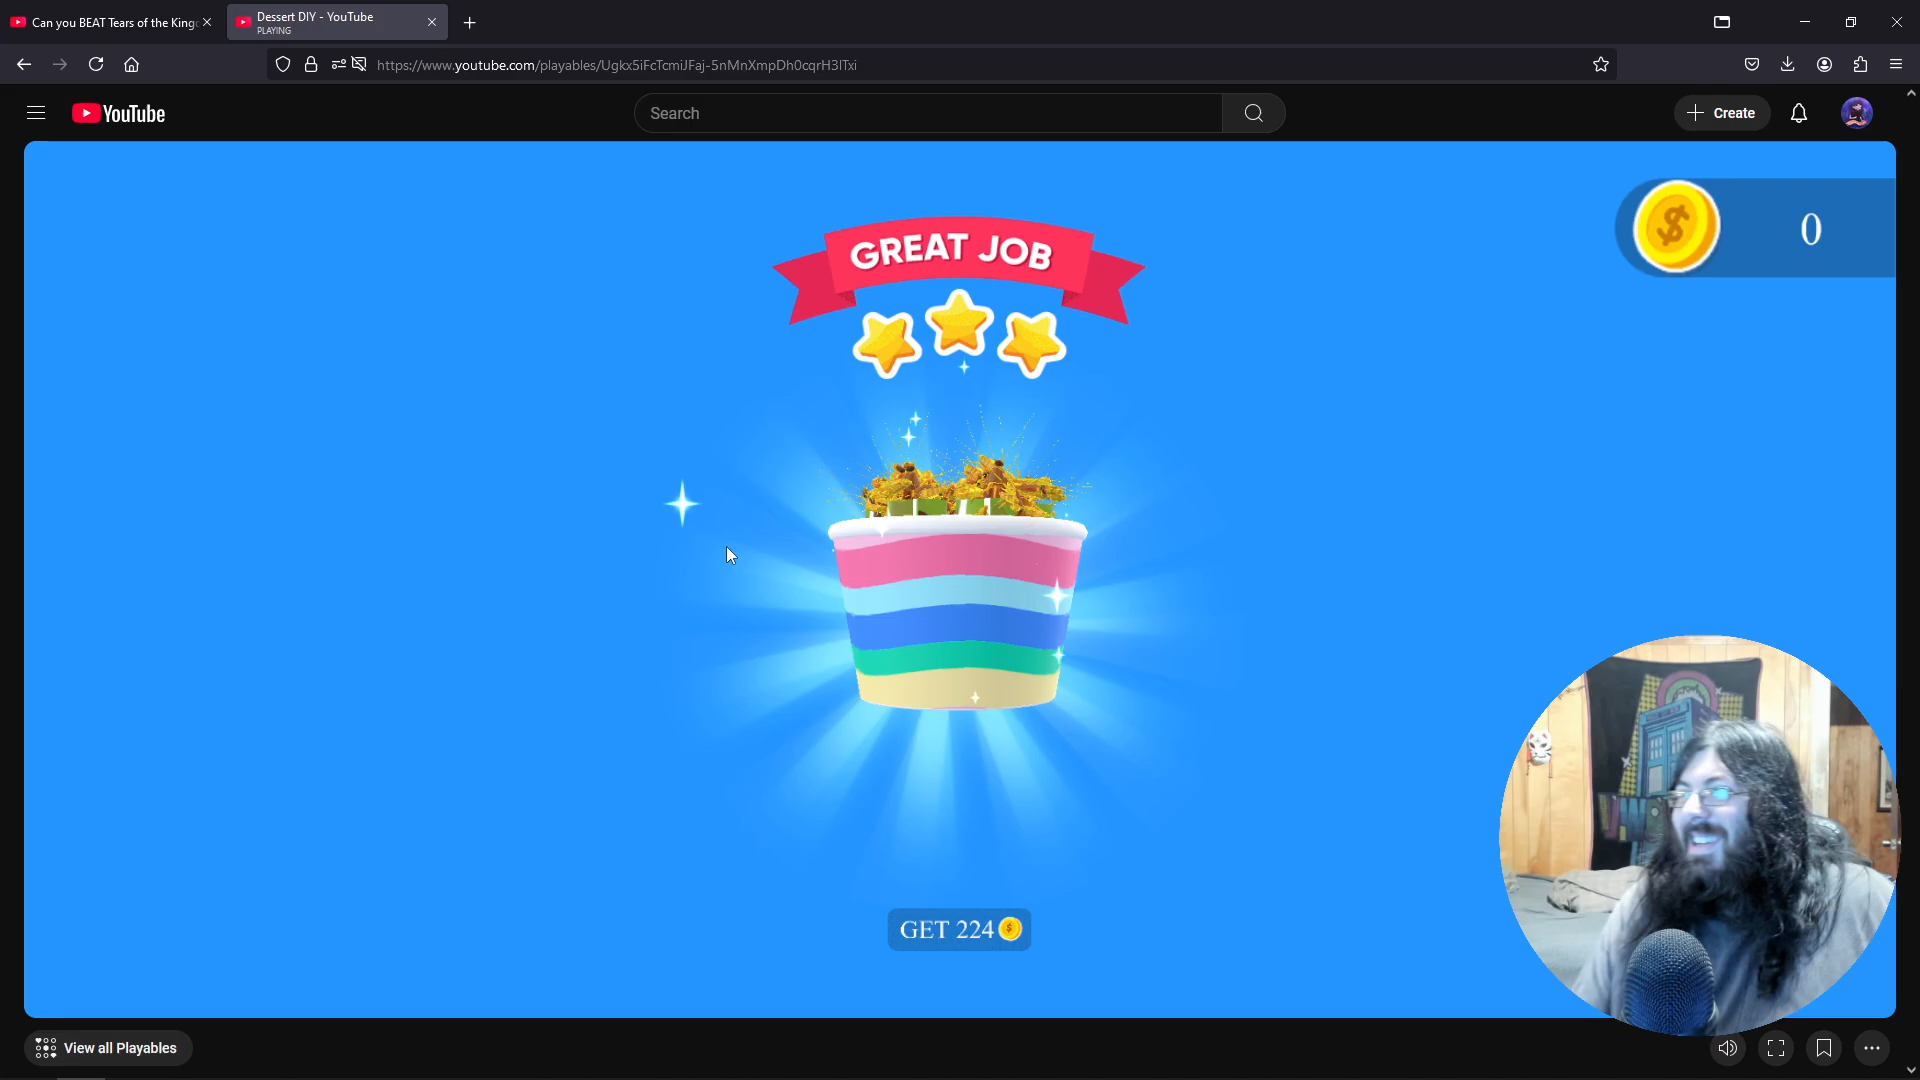 Can you BEAT Tears of the King
Dessert DIY - YouTube
PLAYING
https://www.youtube.com/playables/Ugkx5iFcTcmiJFaj-5nMnXmpDh0cqrH3lTxi
YouTube
Search
Create
GREAT JOB
0
GET 224
View all Playables